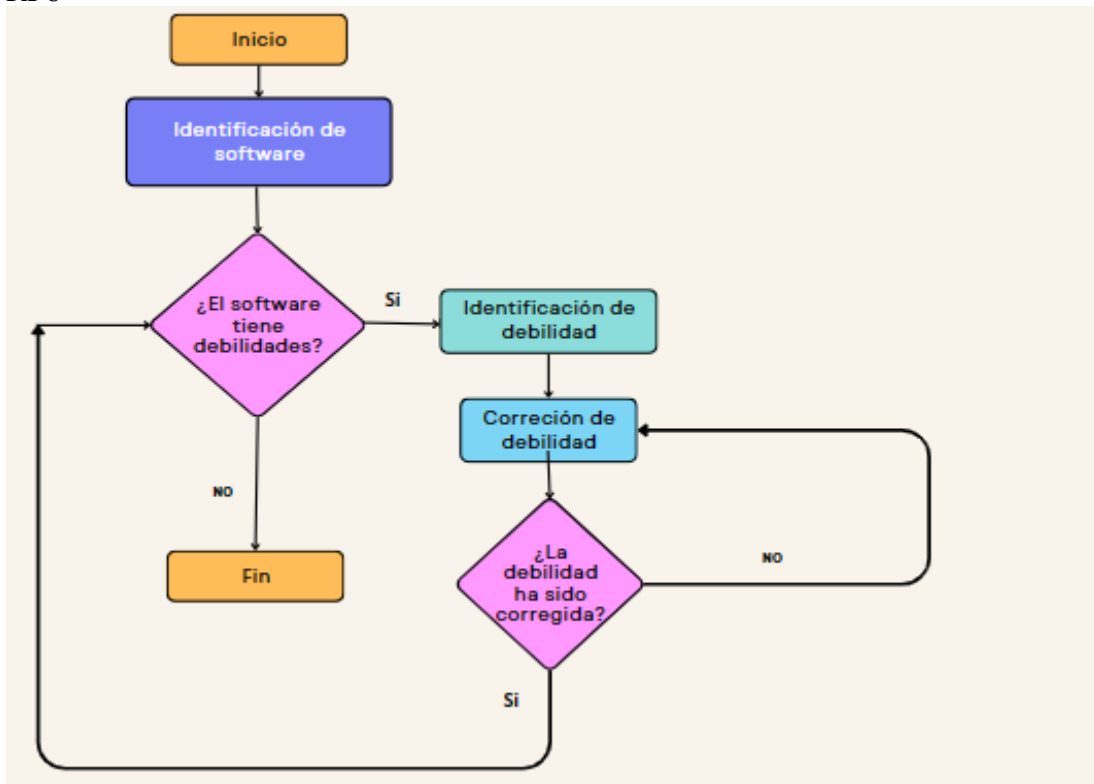 Inicio
Identificación de
software
¿El software
tiene
debilidades?
Si
Identificación de
debilidad
Correción de
debilidad
NO
Fin
¿La
debilidad
ha sido
corregida?
NO
Si